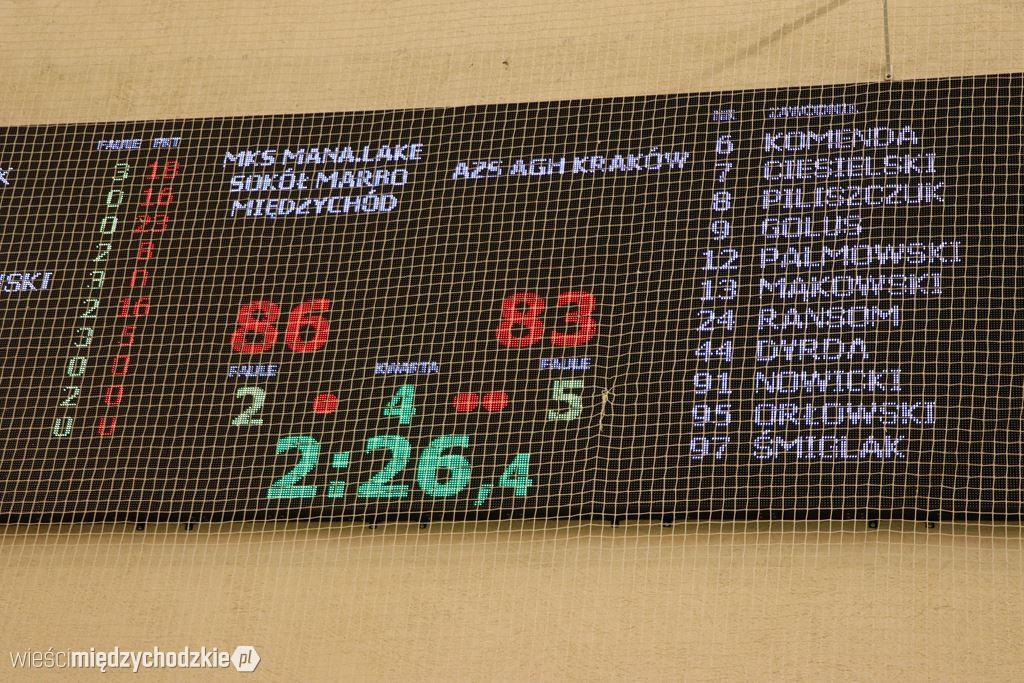 FAULE PKT
3 18
0 16
0 23
2 8
3 0
2 16
3 5
0 0
2 0
0 0
MKS MANA.LAKE
SOKÓŁ MARRO
MIĘDZYCHÓD
AZS AGH KRAKÓW
86 83
FAULE KWARTA FAULE
2 4 5
2:26,4
NR. ZAWODNIK
6 KOMENDA
7 CIESIELSKI
8 PILISZCZUK
9 GOLUS
12 PALMOWSKI
13 MĄKOWSKI
24 RANSOM
44 DYRDA
91 NOWICKI
95 ORŁOWSKI
97 ŚMIGLAK
wieścimiędzychodzkie.pl